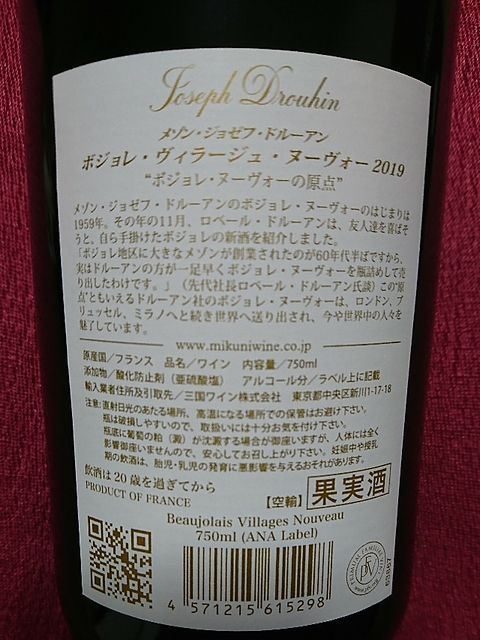 Joseph Drouhin
メゾン・ジョゼフ・ドルーアン
ボジョレ・ヴィラージュ・ヌーヴォー 2019
“ボジョレ・ヌーヴォーの原点”
メゾン・ジョゼフ・ドルーアンのボジョレ・ヌーヴォーのはじまりは
1959年。その年の11月、ロベール・ドルーアンは、友人達を喜ばそ
うと、自ら手掛けたボジョレの新酒を紹介しました。
「ボジョレ地区に大きなメゾンが創業されたのが60年代半ばですから、
実はドルーアンの方が一足早くボジョレ・ヌーヴォーを瓶詰めして売
り出したわけです。」（先代社長ロベール・ドルーアン氏談）この“原
点”ともいえるドルーアン社のボジョレ・ヌーヴォーは、ロンドン、ブ
リュッセル、ミラノへと続き世界へ送り出され、今や世界中の人々を
魅了しています。
www.mikuniwine.co.jp
原産国／フランス 品名／ワイン 内容量／750ml
添加物／酸化防止剤（亜硫酸塩） アルコール分／ラベル上に記載
輸入業者住所及引取先／三国ワイン株式会社 東京都中央区新川1-17-18
注意：直射日光のあたる場所、高温になる場所での保管はお避け下さい。
瓶は破損しやすいので、取扱いには十分お気を付け下さい。
瓶底に葡萄の粕（澱）が沈澱する場合が御座いますが、人体には全く
影響御座いませんので、安心してお召し上がり下さい。妊娠中や授乳
期の飲酒は、胎児・乳児の発育に悪影響を与えるおそれがあります。
飲酒は20歳を過ぎてから
PRODUCT OF FRANCE
【空輸】
果実酒
Beaujolais Villages Nouveau
750ml (ANA Label)
4 571215 615298